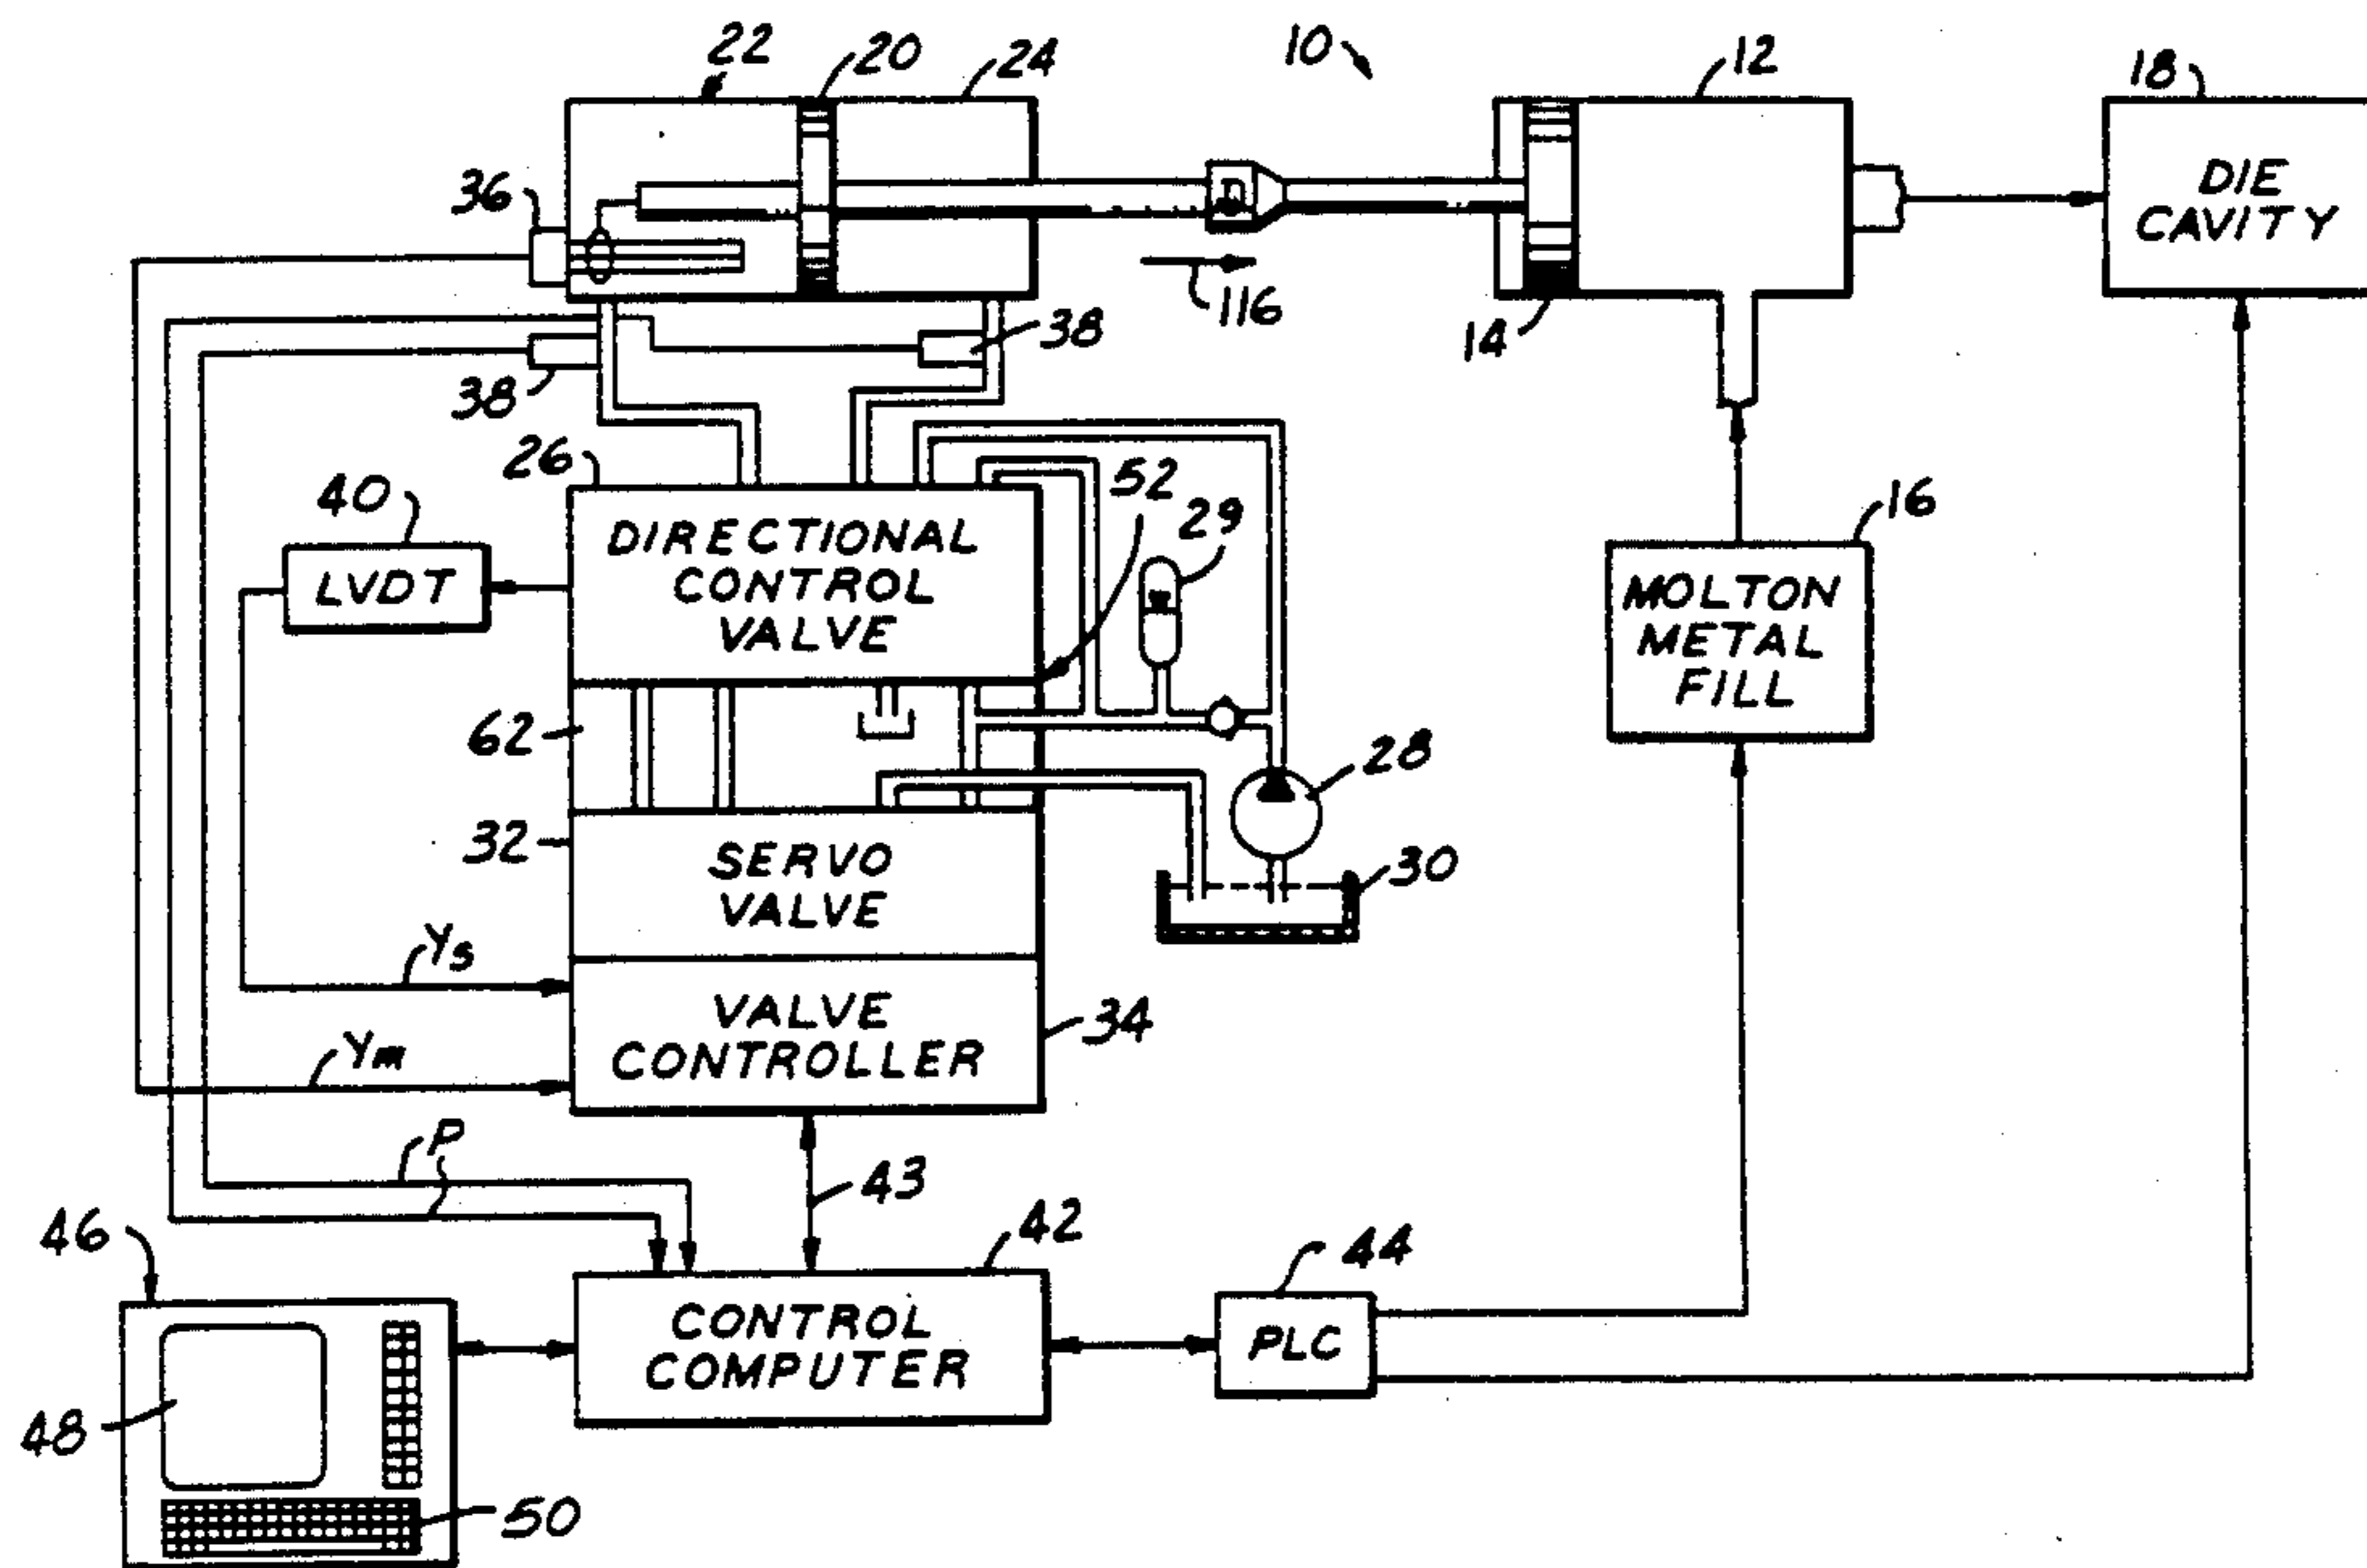 22
20
24
10
12
18
DIE
CAVITY
36
116
14
38
38
26
52
40
29
16
DIRECTIONAL
CONTROL
VALVE
LVDT
MOLTON
METAL
FILL
62
28
32
SERVO
VALVE
30
Ys
VALVE
CONTROLLER
34
Ym
P
43
46
42
44
CONTROL
COMPUTER
PLC
48
50